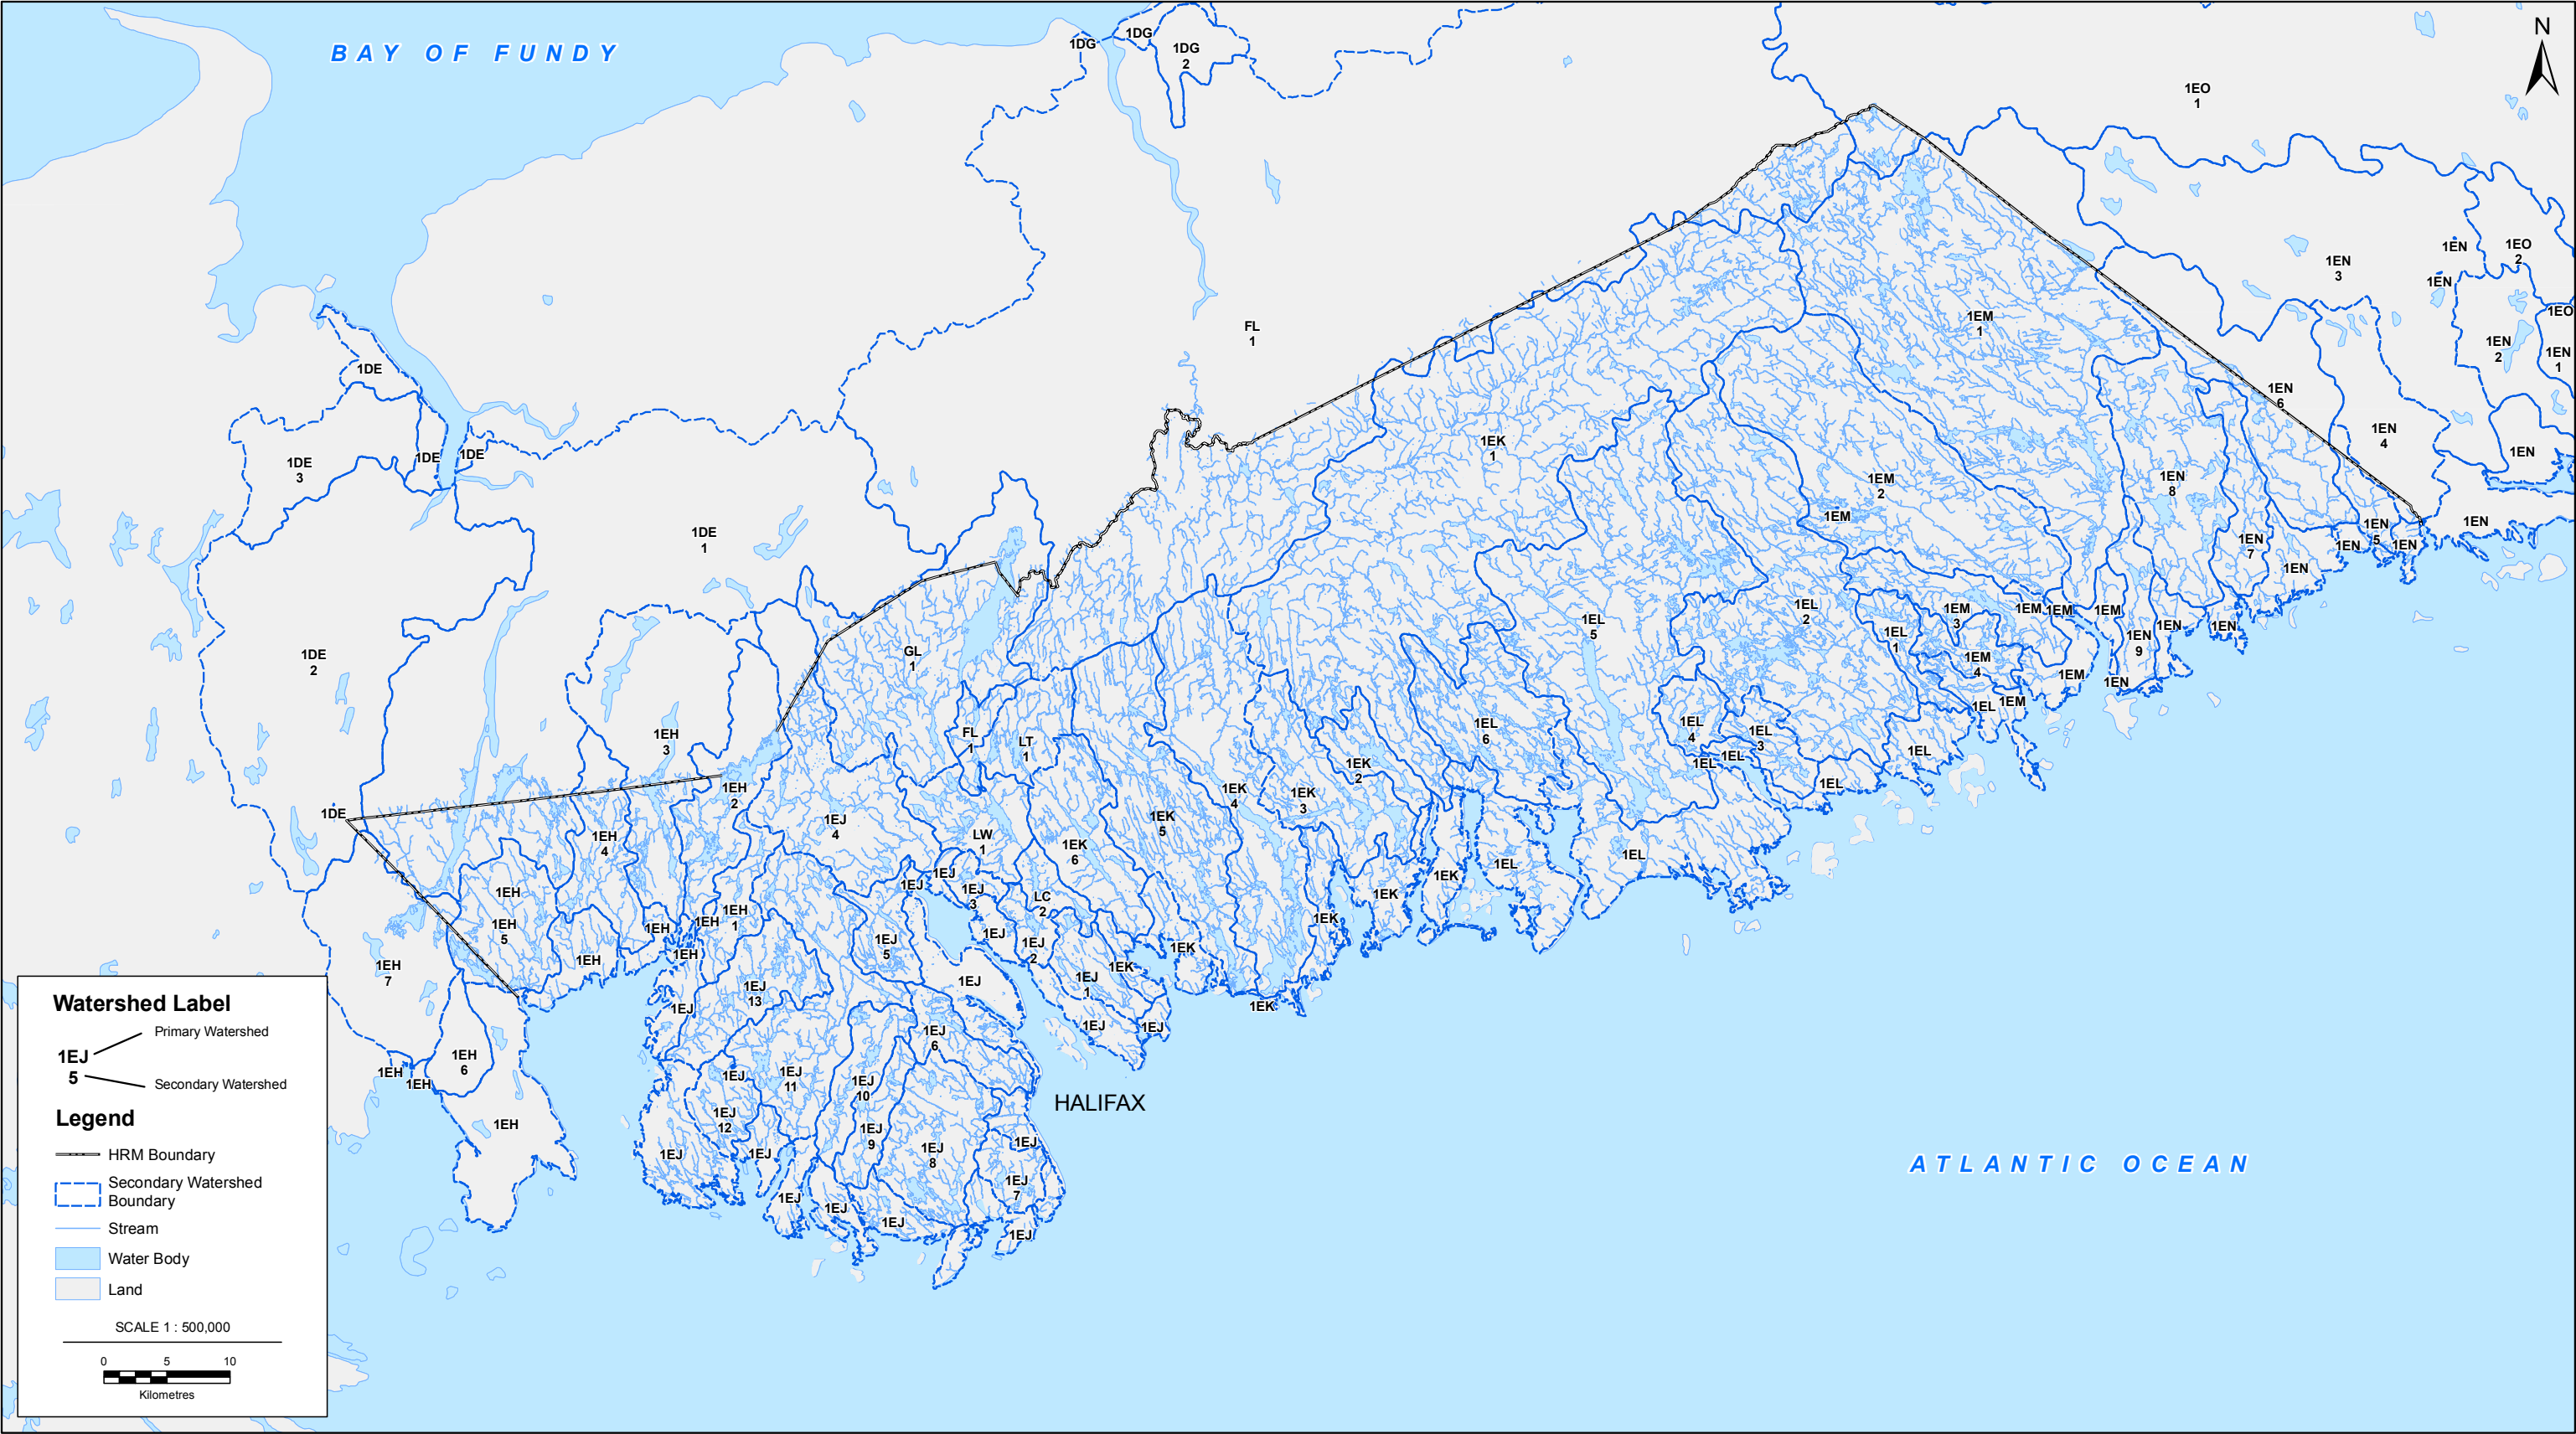 BAY OF FUNDY
1DG
1DG
1DG
2
N
1EO
1
1EN
1EO
2
1EN
3
1EN
1EO
FL
1
1EM
1
1EN
2
1EN
1
1DE
1EN
6
1EN
4
1EK
1
1DE
3
1DE
1DE
1EN
1EM
2
1EN
8
1EM
1EN
1EN
5
1EN
1EN
1EN
7
1DE
1
1EN
1EL
2
1EM
3
1EM
1EM
1EM
1EL
5
1EL
1
1EN
9
1EN
1EN
1DE
2
GL
1
1EM
4
1EM
1EN
1EL
1EM
1EH
3
FL
1
LT
1
1EL
6
1EL
4
1EL
3
1EL
1EL
1EL
1EK
2
1EL
1EH
2
1EK
4
1EK
3
1DE
1EJ
4
1EK
5
1EH
4
LW
1
1EK
6
1EL
1EL
1EJ
1EJ
1EJ
3
1EK
1EH
LC
2
1EK
1EH
1
1EH
1EK
1EH
5
1EH
1EJ
5
1EJ
1EJ
2
1EK
1EH
1EH
1EH
7
1EK
1EJ
1EJ
1
1EJ
13
1EJ
1EK
1EJ
1EJ
1EJ
6
1EH
6
1EH
1EH
1EJ
1EJ
11
1EJ
10
HALIFAX
1EH
1EJ
12
1EJ
9
1EJ
1EJ
8
1EJ
1EJ
1EJ
7
1EJ
1EJ
1EJ
1EJ
ATLANTIC OCEAN
Watershed Label
Primary Watershed
1EJ
5
Secondary Watershed
Legend
HRM Boundary
Secondary Watershed
Boundary
Stream
Water Body
Land
SCALE 1 : 500,000
0 5 10
Kilometres